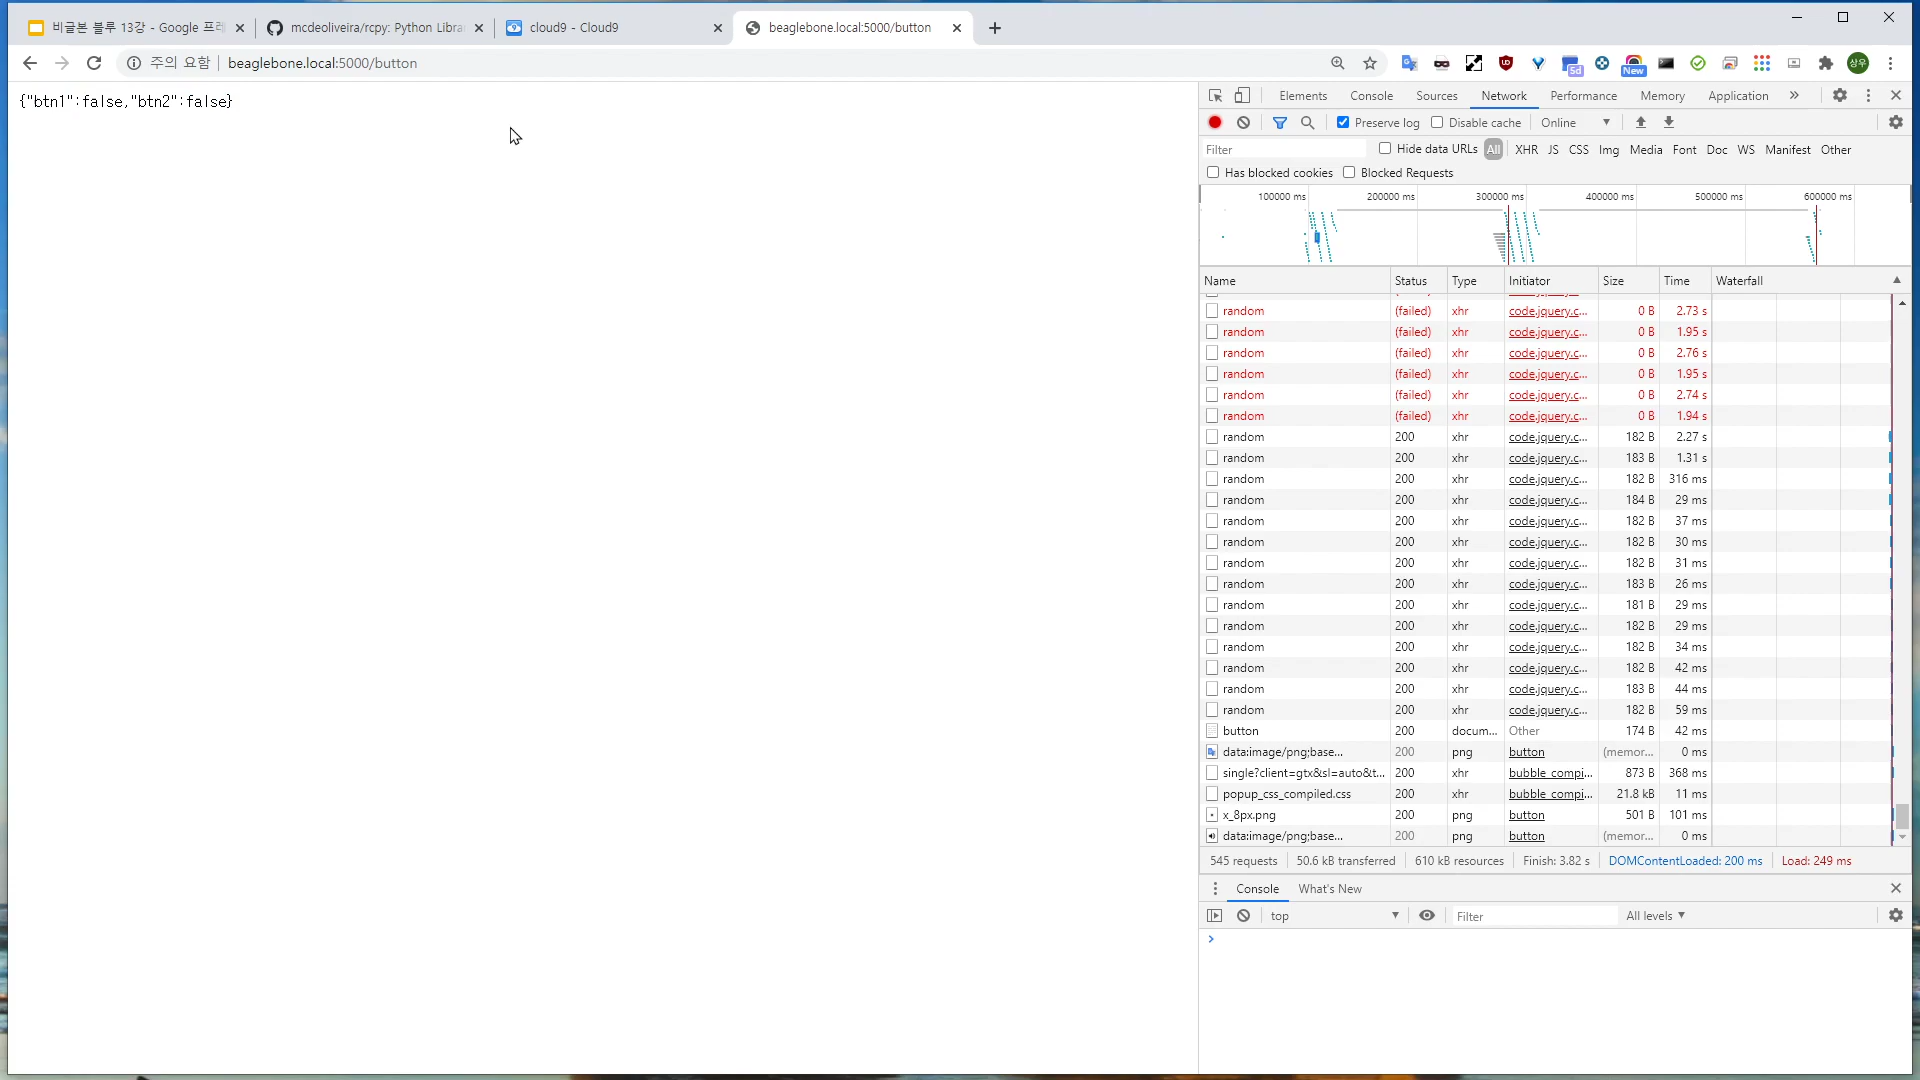 비글본 블루 13강 - Google 프레
mcdeoliveira/rcpy: Python Libra
cloud9 - Cloud9
beaglebone.local:5000/button
주의 요함
beaglebone.local:5000/button
5d
New
상우
{"btn1":false,"btn2":false}
Elements Console Sources Network Performance Memory Application
Preserve log Disable cache Online
Filter Hide data URLs All XHR JS CSS Img Media Font Doc WS Manifest Other
Has blocked cookies Blocked Requests
100000 ms 200000 ms 300000 ms 400000 ms 500000 ms 600000 ms
Name Status Type Initiator Size Time Waterfall
random (failed) xhr code.jquery.c... 0 B 2.73 s
random (failed) xhr code.jquery.c... 0 B 1.95 s
random (failed) xhr code.jquery.c... 0 B 2.76 s
random (failed) xhr code.jquery.c... 0 B 1.95 s
random (failed) xhr code.jquery.c... 0 B 2.74 s
random (failed) xhr code.jquery.c... 0 B 1.94 s
random 200 xhr code.jquery.c... 182 B 2.27 s
random 200 xhr code.jquery.c... 183 B 1.31 s
random 200 xhr code.jquery.c... 182 B 316 ms
random 200 xhr code.jquery.c... 184 B 29 ms
random 200 xhr code.jquery.c... 182 B 37 ms
random 200 xhr code.jquery.c... 182 B 30 ms
random 200 xhr code.jquery.c... 182 B 31 ms
random 200 xhr code.jquery.c... 183 B 26 ms
random 200 xhr code.jquery.c... 181 B 29 ms
random 200 xhr code.jquery.c... 182 B 29 ms
random 200 xhr code.jquery.c... 182 B 34 ms
random 200 xhr code.jquery.c... 182 B 42 ms
random 200 xhr code.jquery.c... 183 B 44 ms
random 200 xhr code.jquery.c... 182 B 59 ms
button 200 docum... Other 174 B 42 ms
data:image/png;base... 200 png button (memor... 0 ms
single?client=gtx&sl=auto&t... 200 xhr bubble_compi... 873 B 368 ms
popup_css_compiled.css 200 xhr bubble_compi... 21.8 kB 11 ms
x_8px.png 200 png button 501 B 101 ms
data:image/png;base... 200 png button (memor... 0 ms
545 requests 50.6 kB transferred 610 kB resources Finish: 3.82 s DOMContentLoaded: 200 ms Load: 249 ms
Console What's New
top Filter All levels